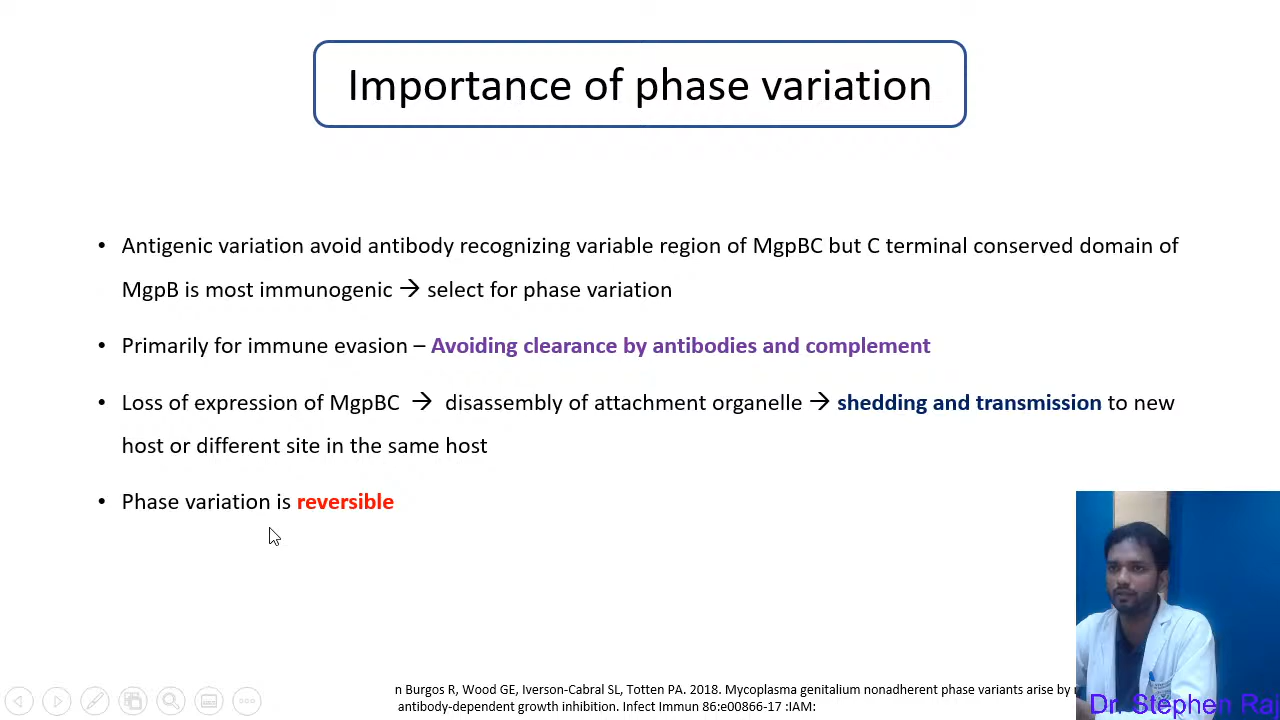 Importance of phase variation
• Antigenic variation avoid antibody recognizing variable region of MgpBC but C terminal conserved domain of
MgpB is most immunogenic → select for phase variation
• Primarily for immune evasion – Avoiding clearance by antibodies and complement
• Loss of expression of MgpBC → disassembly of attachment organelle → shedding and transmission to new
host or different site in the same host
• Phase variation is reversible
n Burgos R, Wood GE, Iverson-Cabral SL, Totten PA. 2018. Mycoplasma genitalium nonadherent phase variants arise by
antibody-dependent growth inhibition. Infect Immun 86:e00866-17 :IAM:
Dr. Stephen Raj